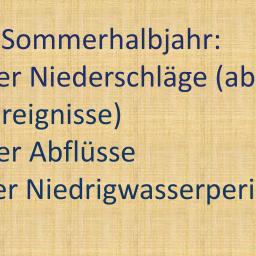 Sommerhalbjahr:
er Niederschläge (ab
reignisse)
er Abflüsse
er Niedrigwasserperi